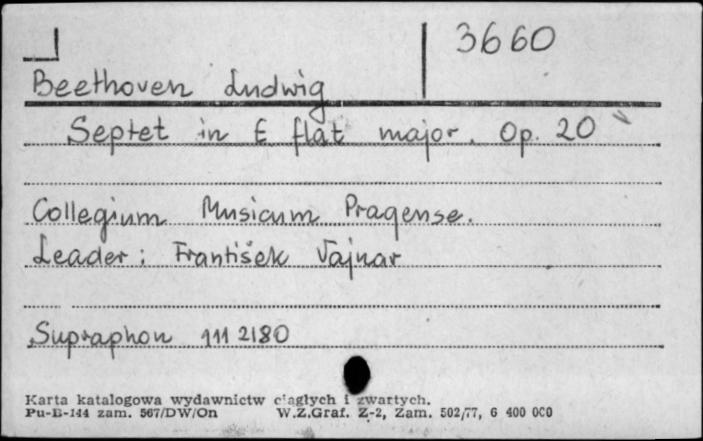 3660
Beethoven Ludwig
Septet in E flat major. Op. 20
Collegium Musicum Pragense.
Leader: František Vajnar
Supraphon 111 2180
Karta katalogowa wydawnictw ciągłych i zwartych.
Pu-B-144 zam. 567/DW/On W.Z.Graf. Z-2, Zam. 502/77, 6 400 000